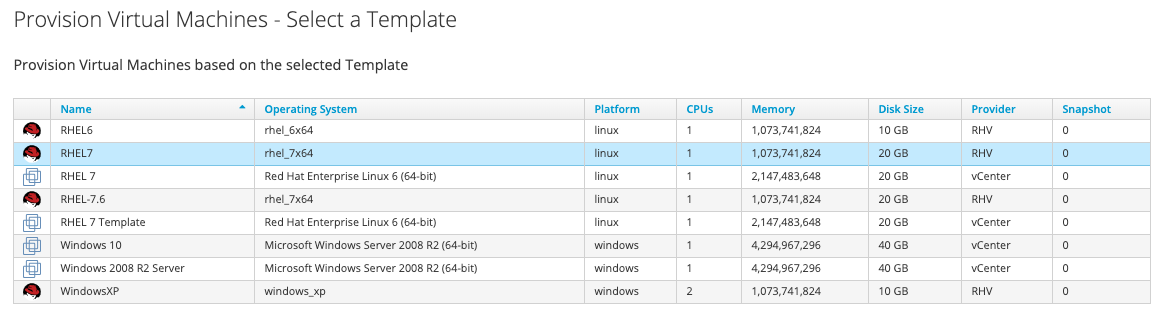 Provision Virtual Machines - Select a Template
Provision Virtual Machines based on the selected Template
Name Operating System Platform CPUs Memory Disk Size Provider Snapshot
RHEL6 rhel_6x64 linux 1 1,073,741,824 10 GB RHV 0
RHEL7 rhel_7x64 linux 1 1,073,741,824 20 GB RHV 0
RHEL 7 Red Hat Enterprise Linux 6 (64-bit) linux 1 2,147,483,648 20 GB vCenter 0
RHEL-7.6 rhel_7x64 linux 1 1,073,741,824 20 GB RHV 0
RHEL 7 Template Red Hat Enterprise Linux 6 (64-bit) linux 1 2,147,483,648 20 GB vCenter 0
Windows 10 Microsoft Windows Server 2008 R2 (64-bit) windows 1 4,294,967,296 40 GB vCenter 0
Windows 2008 R2 Server Microsoft Windows Server 2008 R2 (64-bit) windows 1 4,294,967,296 40 GB vCenter 0
WindowsXP windows_xp windows 2 1,073,741,824 10 GB RHV 0